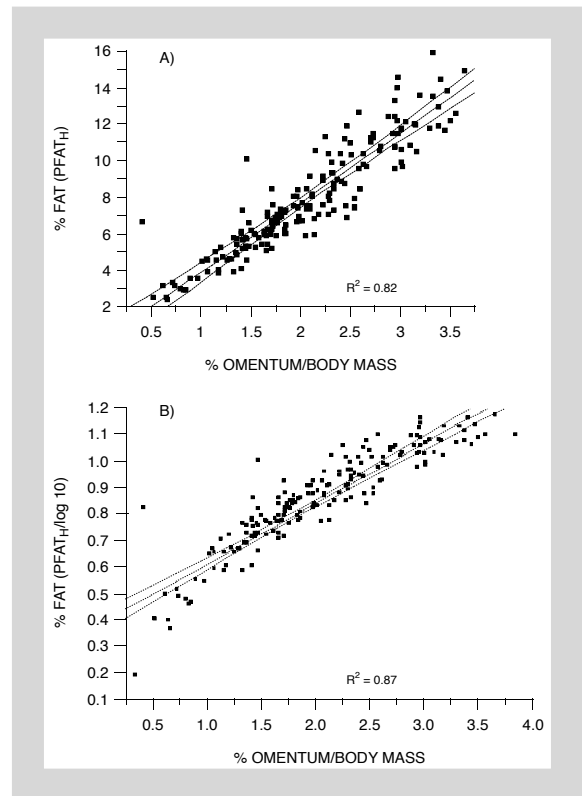 A)
16
14
12
10
8
6
4
2
% FAT (PFAT_H)
R² = 0.82
0.5 1 1.5 2 2.5 3 3.5
% OMENTUM/BODY MASS
B)
1.2
1.1
1.0
0.9
0.8
0.7
0.6
0.5
0.4
0.3
0.2
0.1
% FAT (PFAT_H/log 10)
R² = 0.87
0.5 1.0 1.5 2.0 2.5 3.0 3.5 4.0
% OMENTUM/BODY MASS